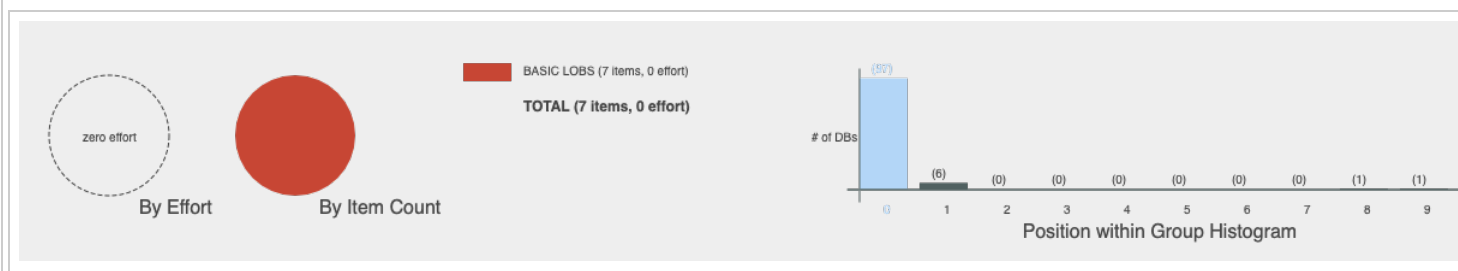 zero effort
By Effort
By Item Count
BASIC LOBS (7 items, 0 effort)
TOTAL (7 items, 0 effort)
# of DBs
(6)
(0)
(0)
(0)
(0)
(0)
(0)
(1)
(1)
1
2
3
4
5
6
7
8
9
Position within Group Histogram